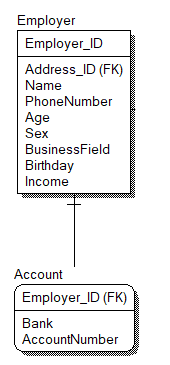 Employer
Employer_ID
Address_ID (FK)
Name
PhoneNumber
Age
Sex
BusinessField
Birthday
Income
Account
Employer_ID (FK)
Bank
AccountNumber